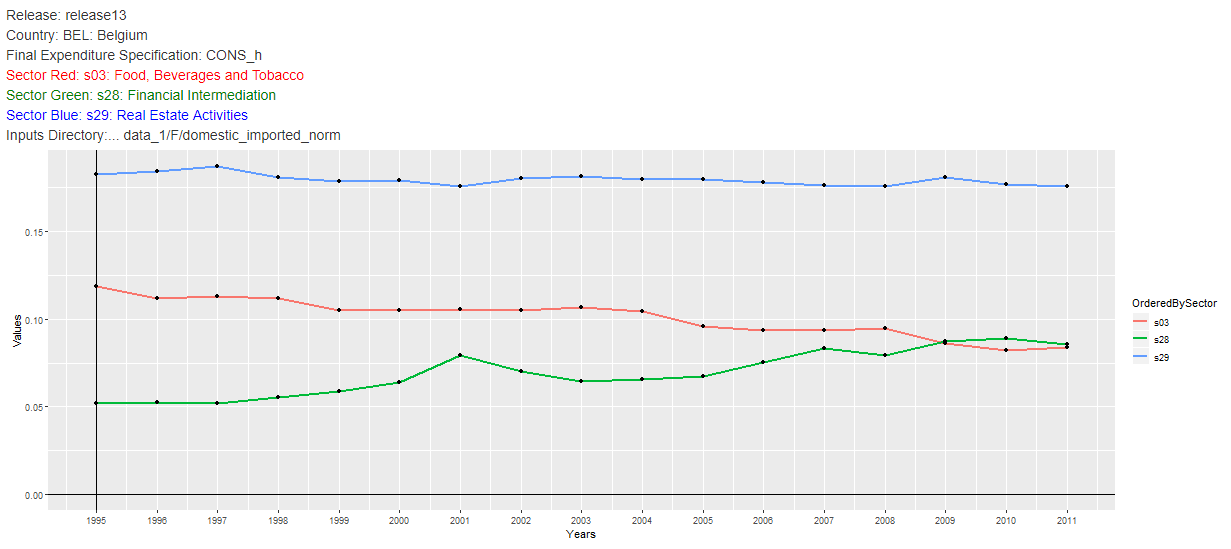 Release: release13
Country: BEL: Belgium
Final Expenditure Specification: CONS_h
Sector Red: s03: Food, Beverages and Tobacco
Sector Green: s28: Financial Intermediation
Sector Blue: s29: Real Estate Activities
Inputs Directory:... data_1/F/domestic_imported_norm
0.15
0.10
0.05
0.00
Values
1995 1996 1997 1998 1999 2000 2001 2002 2003 2004 2005 2006 2007 2008 2009 2010 2011
Years
OrderedBySector
s03
s28
s29